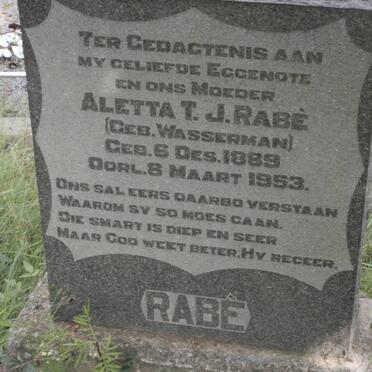 TER GEDAGTENIS AAN
MY GELIEFDE EGGENOTE
EN ONS MOEDER
ALETTA T. J. RABÈ
(GEB. WASSERMAN)
GEB. 6 DES. 1889
OORL. 8 MAART 1953.
ONS SAL EERS DAARBO VERSTAAN
WAAROM SY SO MOES GAAN.
DIE SMART IS DIEP EN SEER
MAAR GOD WEET BETER, HY REGEER.
RABÊ